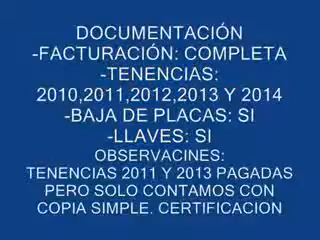 DOCUMENTACIÓN
-FACTURACIÓN: COMPLETA
-TENENCIAS:
2010,2011,2012,2013 Y 2014
-BAJA DE PLACAS: SI
-LLAVES: SI
OBSERVACINES:
TENENCIAS 2011 Y 2013 PAGADAS
PERO SOLO CONTAMOS CON
COPIA SIMPLE. CERTIFICACION